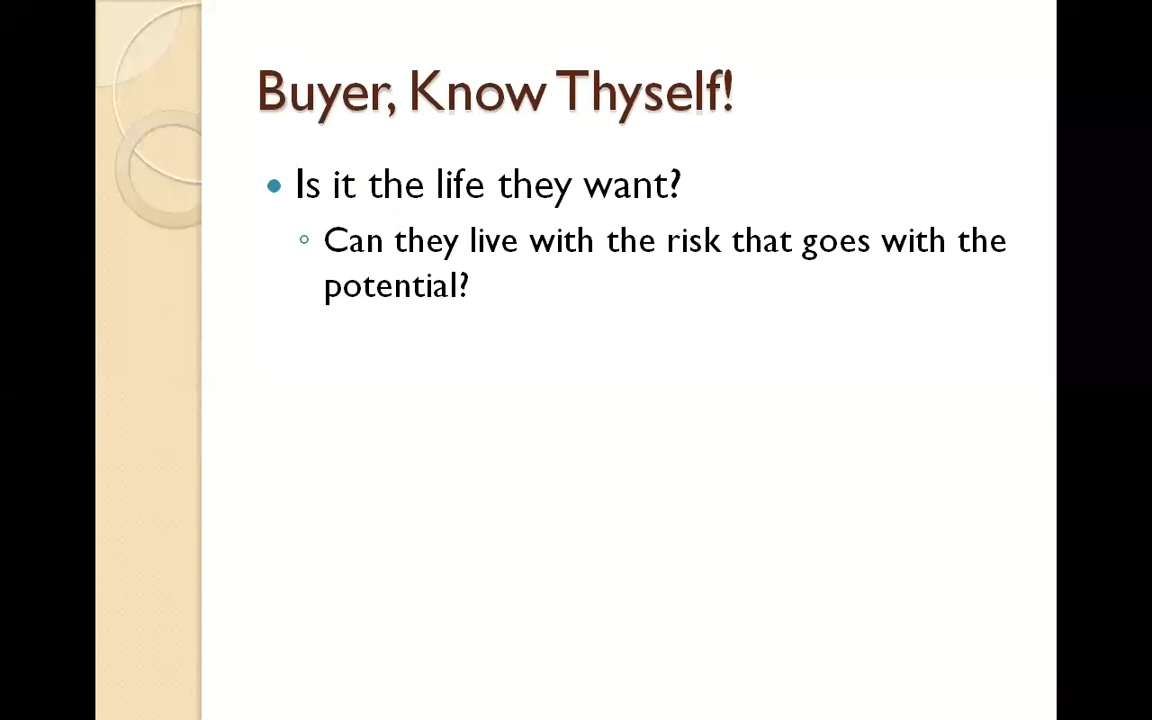 Buyer, Know Thyself!
Is it the life they want?
Can they live with the risk that goes with the
potential?